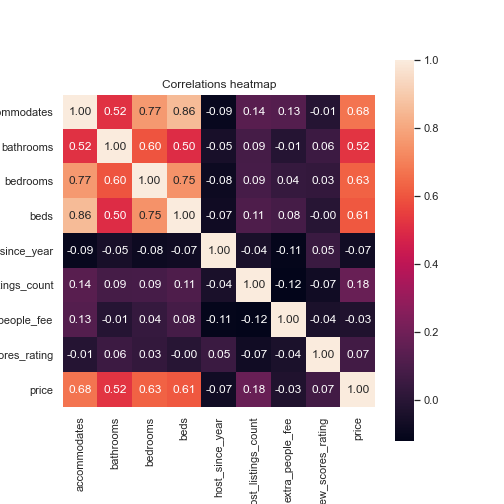 Correlations heatmap
ommodates 1.00 0.52 0.77 0.86 -0.09 0.14 0.13 -0.01 0.68
bathrooms 0.52 1.00 0.60 0.50 -0.05 0.09 -0.01 0.06 0.52
bedrooms 0.77 0.60 1.00 0.75 -0.08 0.09 0.04 0.03 0.63
beds 0.86 0.50 0.75 1.00 -0.07 0.11 0.08 -0.00 0.61
since_year -0.09 -0.05 -0.08 -0.07 1.00 -0.04 -0.11 0.05 -0.07
ings_count 0.14 0.09 0.09 0.11 -0.04 1.00 -0.12 -0.07 0.18
people_fee 0.13 -0.01 0.04 0.08 -0.11 -0.12 1.00 -0.04 -0.03
ores_rating -0.01 0.06 0.03 -0.00 0.05 -0.07 -0.04 1.00 0.07
price 0.68 0.52 0.63 0.61 -0.07 0.18 -0.03 0.07 1.00
accommodates
bathrooms
bedrooms
beds
host_since_year
ost_listings_count
extra_people_fee
ew_scores_rating
price
1.0
0.8
0.6
0.4
0.2
0.0